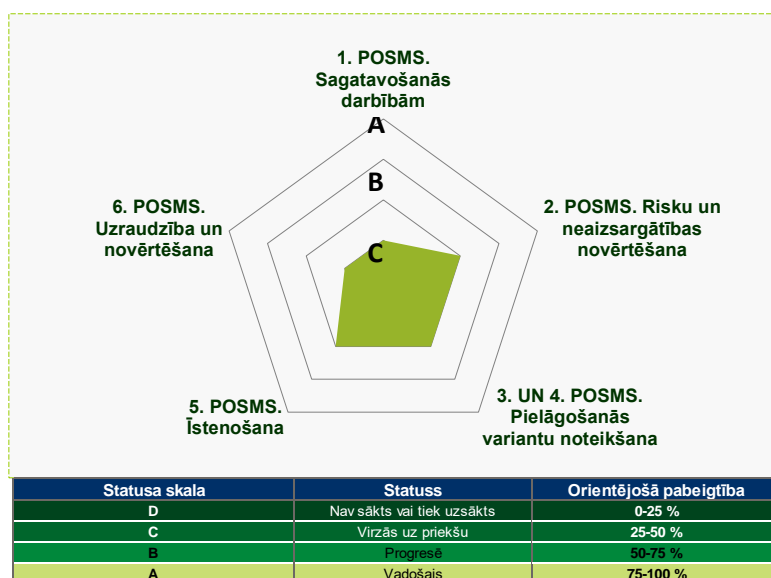 1. POSMS.
Sagatavošanās
darbībām
A
B
C
6. POSMS.
Uzraudzība un
novērtēšana
2. POSMS. Risku un
neaizsargātības
novērtēšana
5. POSMS.
Īstenošana
3. UN 4. POSMS.
Pielāgošanās
variantu noteikšana
Statusa skala Statuss Orientējošā pabeigtība
D Nav sākts vai tiek uzsākts 0-25 %
C Virzās uz priekšu 25-50 %
B Progresē 50-75 %
A Vadošais 75-100 %